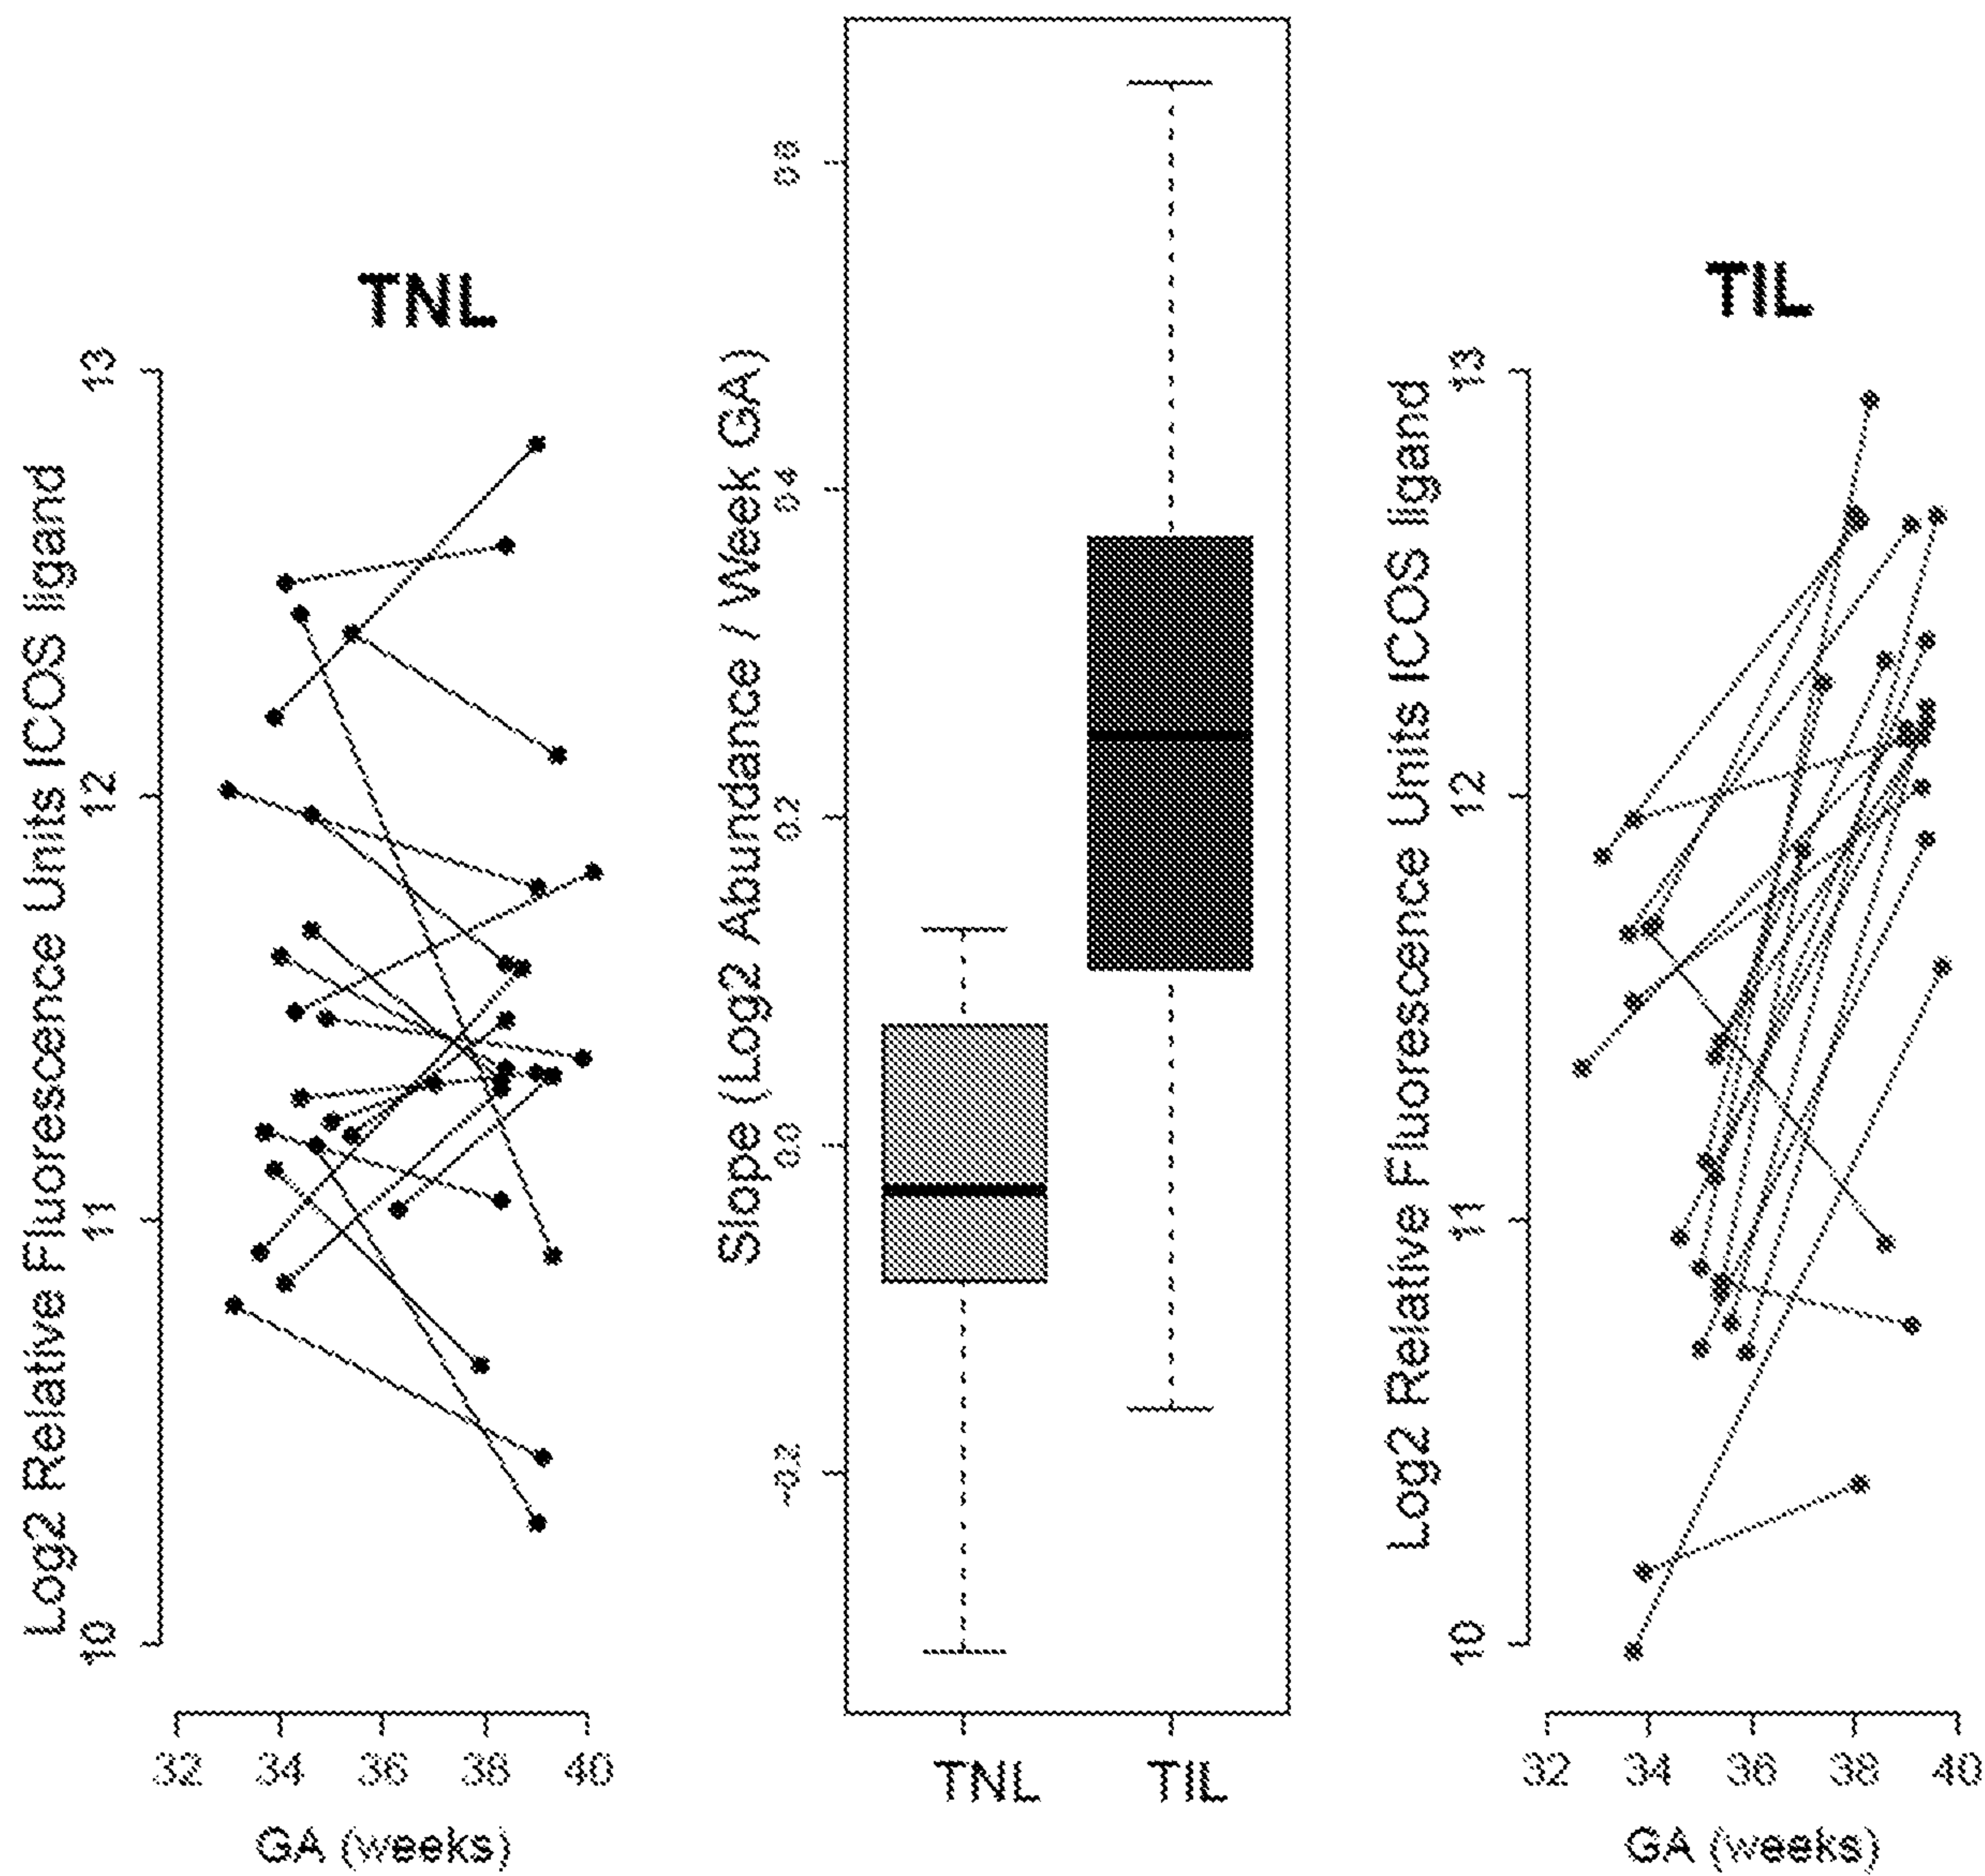 TNL
Log2 Relative Fluorescence Units ICOS ligand
13
12
11
10
32 34 36 38 40
GA (weeks)
Slope (Log2 Abundance / Week GA)
0.4
0.2
0.0
-0.2
TNL TIL
TIL
Log2 Relative Fluorescence Units ICOS ligand
13
12
11
10
32 34 36 38 40
GA (weeks)